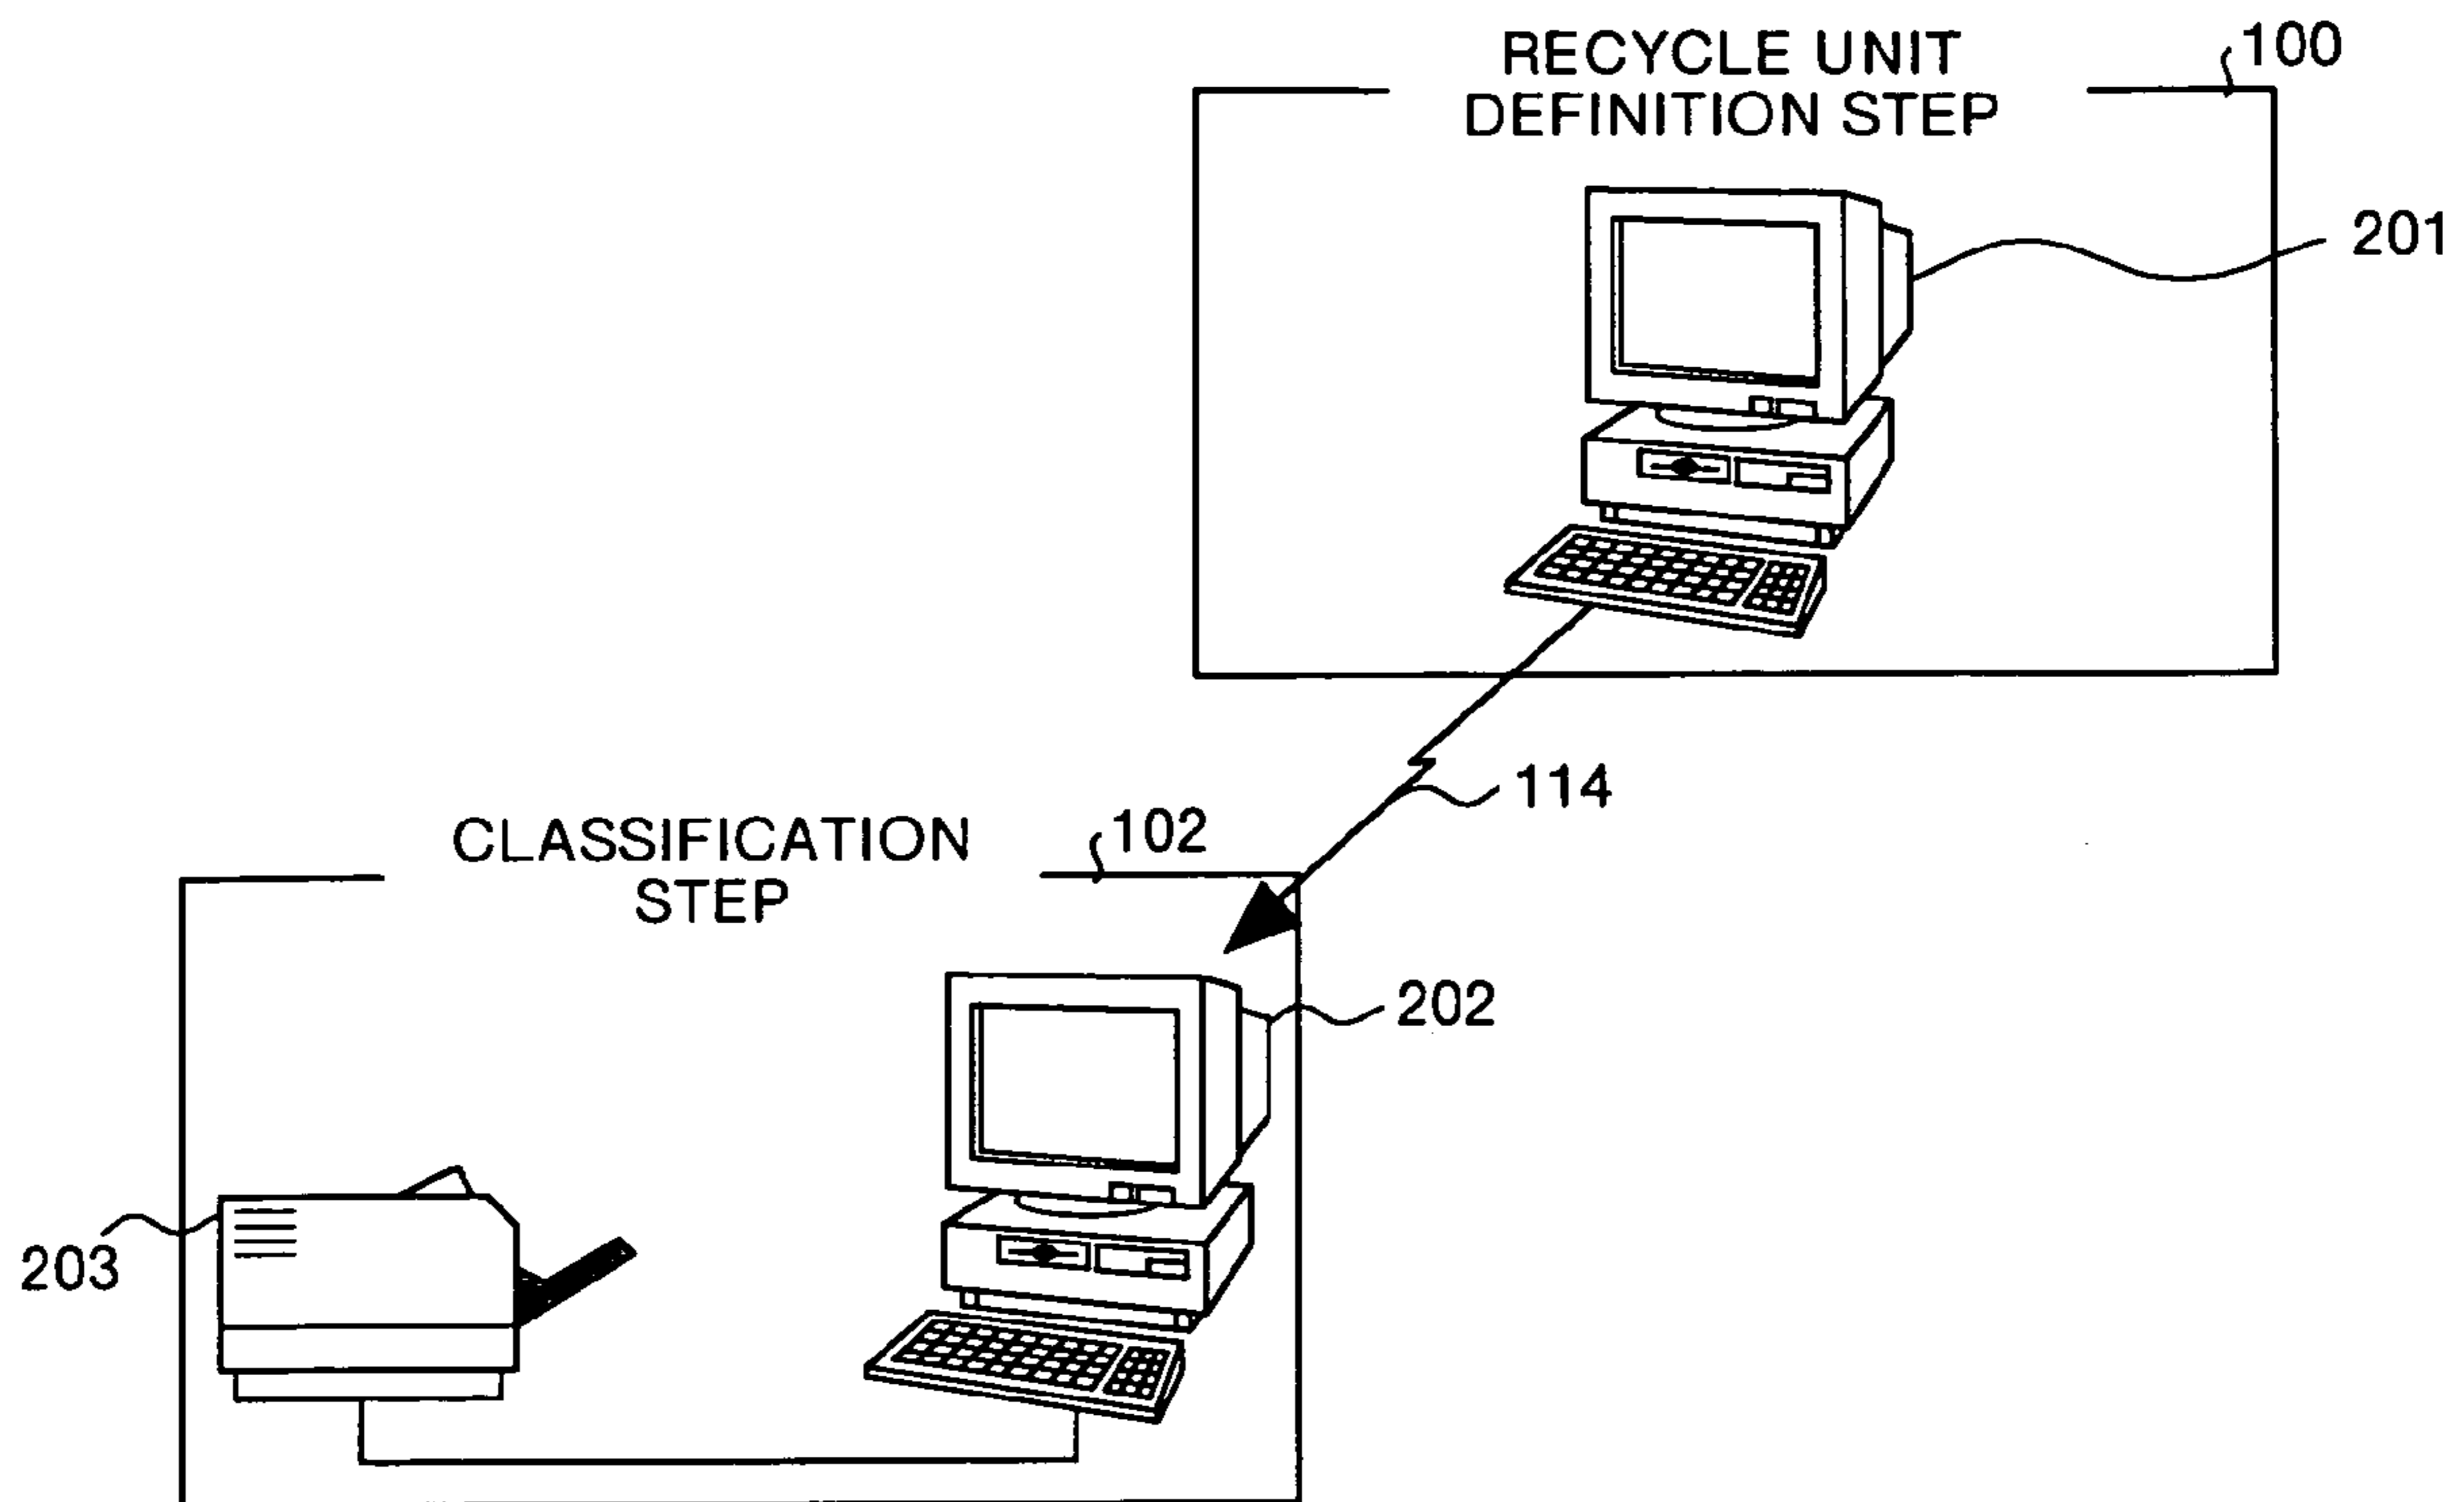 RECYCLE UNIT
DEFINITION STEP
100
201
114
CLASSIFICATION
STEP
102
202
203